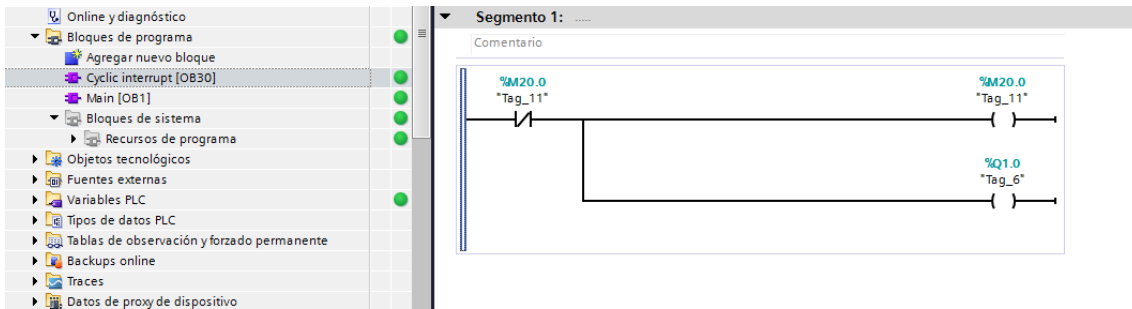 Online y diagnóstico
Bloques de programa
Agregar nuevo bloque
Cyclic interrupt [OB30]
Main [OB1]
Bloques de sistema
Recursos de programa
Objetos tecnológicos
Fuentes externas
Variables PLC
Tipos de datos PLC
Tablas de observación y forzado permanente
Backups online
Traces
Datos de proxy de dispositivo
Segmento 1: .....
Comentario
%M20.0
"Tag_11"
%M20.0
"Tag_11"
%Q1.0
"Tag_6"